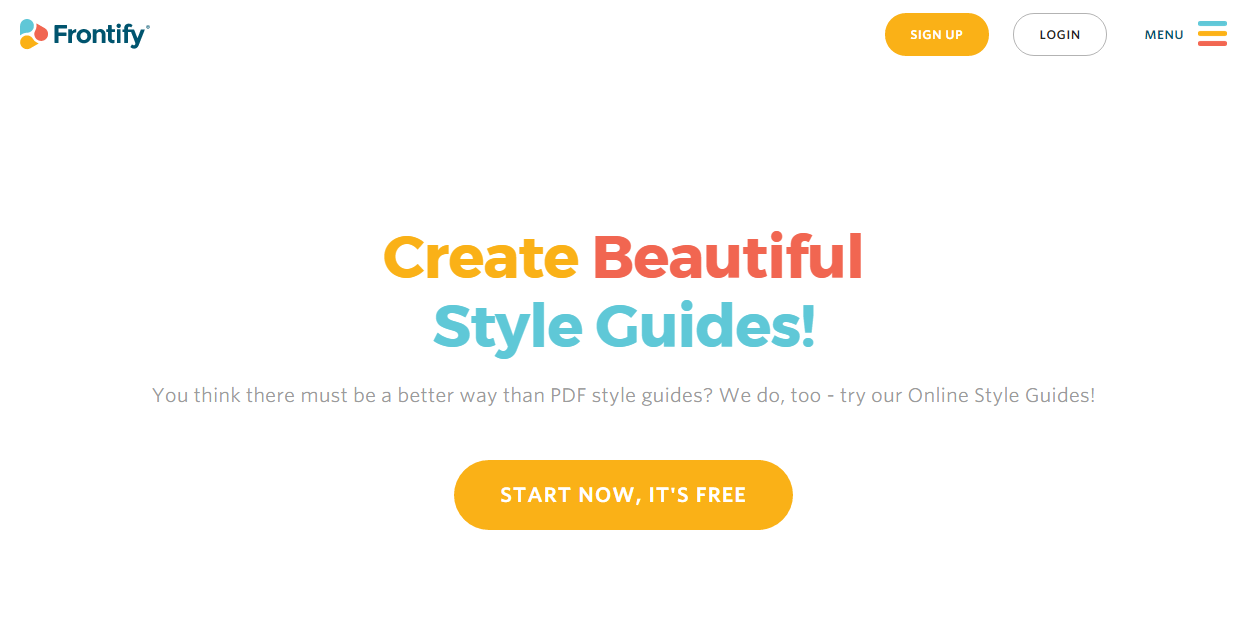 Frontify®
SIGN UP
LOGIN
MENU
Create Beautiful
Style Guides!
You think there must be a better way than PDF style guides? We do, too - try our Online Style Guides!
START NOW, IT'S FREE